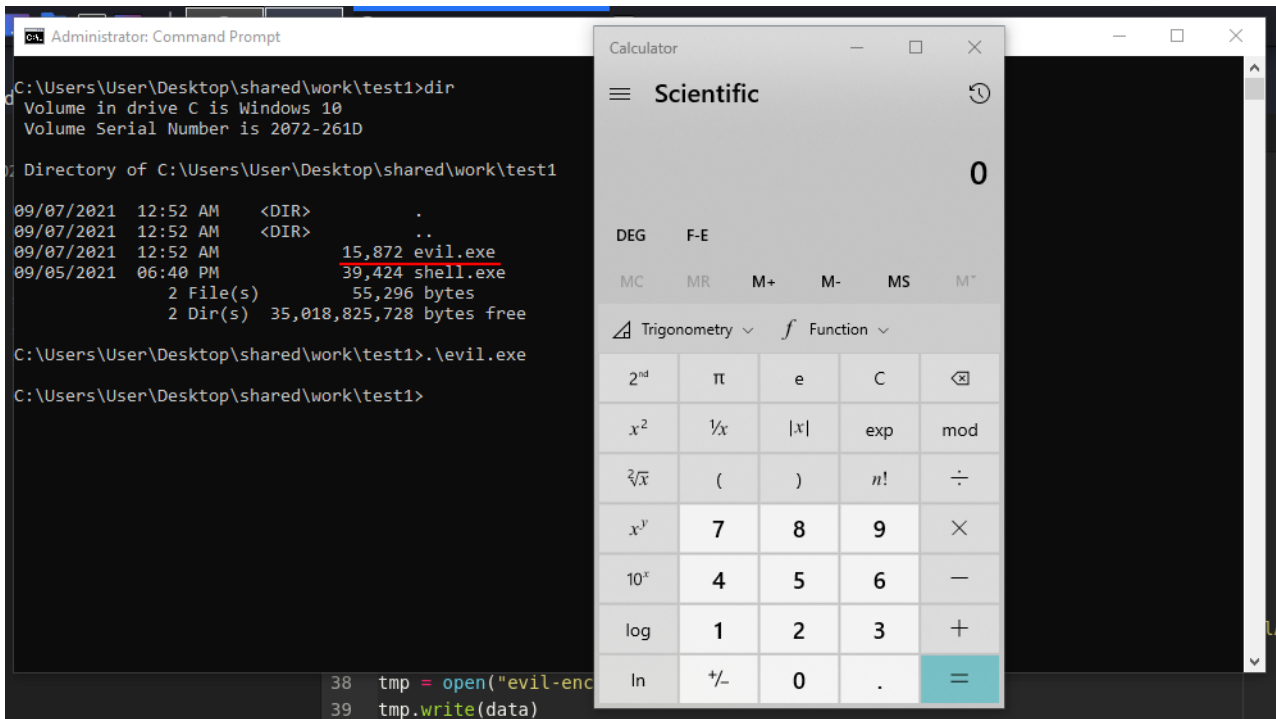 Administrator: Command Prompt
C:\Users\User\Desktop\shared\work\test1>dir
Volume in drive C is Windows 10
Volume Serial Number is 2072-261D
Directory of C:\Users\User\Desktop\shared\work\test1
09/07/2021 12:52 AM <DIR> .
09/07/2021 12:52 AM <DIR> ..
09/07/2021 12:52 AM 15,872 evil.exe
09/05/2021 06:40 PM 39,424 shell.exe
2 File(s) 55,296 bytes
2 Dir(s) 35,018,825,728 bytes free
C:\Users\User\Desktop\shared\work\test1>.\evil.exe
C:\Users\User\Desktop\shared\work\test1>
38 tmp = open("evil-enc
39 tmp.write(data)
Calculator
Scientific
0
DEG F-E
MC MR M+ M- MS M˅
Trigonometry f Function
2ⁿᵈ π e C
x² ¹/x |x| exp mod
²√x ( ) n! ÷
xʸ 7 8 9 ×
10ˣ 4 5 6 −
log 1 2 3 +
ln +/− 0 . =